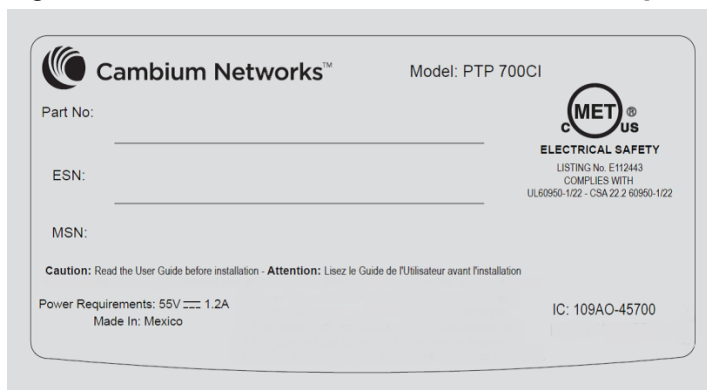 Cambium Networks™
Model: PTP 700CI
Part No:
MET
®
C US
ELECTRICAL SAFETY
ESN:
LISTING No. E112443
COMPLIES WITH
UL60950-1/22 - CSA 22.2 60950-1/22
MSN:
Caution: Read the User Guide before installation - Attention: Lisez le Guide de l'Utilisateur avant l'installation
Power Requirements: 55V ⎓ 1.2A
Made In: Mexico
IC: 109AO-45700